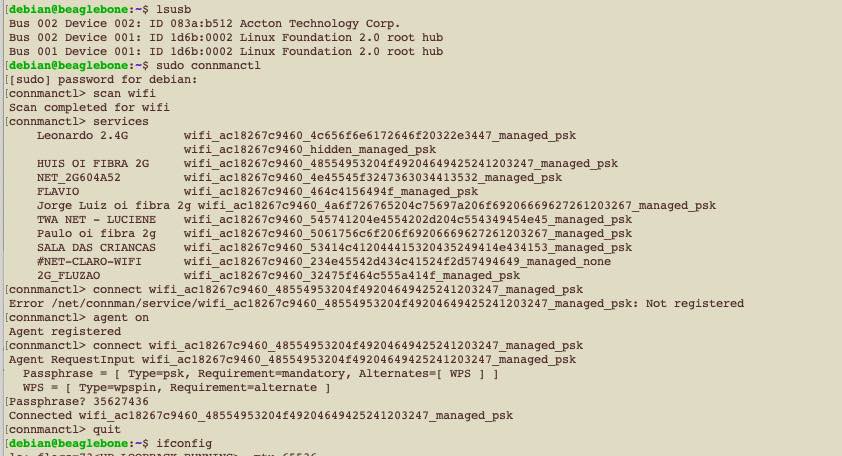 [debian@beaglebone:~$ lsusb
Bus 002 Device 002: ID 083a:b512 Accton Technology Corp.
Bus 002 Device 001: ID 1d6b:0002 Linux Foundation 2.0 root hub
Bus 001 Device 001: ID 1d6b:0002 Linux Foundation 2.0 root hub
[debian@beaglebone:~$ sudo connmanctl
[[sudo] password for debian:
[connmanctl> scan wifi
Scan completed for wifi
[connmanctl> services
Leonardo 2.4G wifi_ac18267c9460_4c656f6e6172646f20322e3447_managed_psk
wifi_ac18267c9460_hidden_managed_psk
HUIS OI FIBRA 2G wifi_ac18267c9460_48554953204f49204649425241203247_managed_psk
NET_2G604A52 wifi_ac18267c9460_4e45545f3247363034413532_managed_psk
FLAVIO wifi_ac18267c9460_464c4156494f_managed_psk
Jorge Luiz oi fibra 2g wifi_ac18267c9460_4a6f726765204c75697a206f69206669627261203267_managed_psk
TWA NET - LUCIENE wifi_ac18267c9460_545741204e4554202d204c554349454e45_managed_psk
Paulo oi fibra 2g wifi_ac18267c9460_5061756c6f206f69206669627261203267_managed_psk
SALA DAS CRIANCAS wifi_ac18267c9460_53414c4120444153204352494​14e434153_managed_psk
#NET-CLARO-WIFI wifi_ac18267c9460_234e45542d434c41524f2d57494649_managed_none
2G_FLUZAO wifi_ac18267c9460_32475f464c555a414f_managed_psk
[connmanctl> connect wifi_ac18267c9460_48554953204f49204649425241203247_managed_psk
Error /net/connman/service/wifi_ac18267c9460_48554953204f49204649425241203247_managed_psk: Not registered
[connmanctl> agent on
Agent registered
[connmanctl> connect wifi_ac18267c9460_48554953204f49204649425241203247_managed_psk
Agent RequestInput wifi_ac18267c9460_48554953204f49204649425241203247_managed_psk
Passphrase = [ Type=psk, Requirement=mandatory, Alternates=[ WPS ] ]
WPS = [ Type=wpspin, Requirement=alternate ]
[Passphrase? 35627436
Connected wifi_ac18267c9460_48554953204f49204649425241203247_managed_psk
[connmanctl> quit
[debian@beaglebone:~$ ifconfig